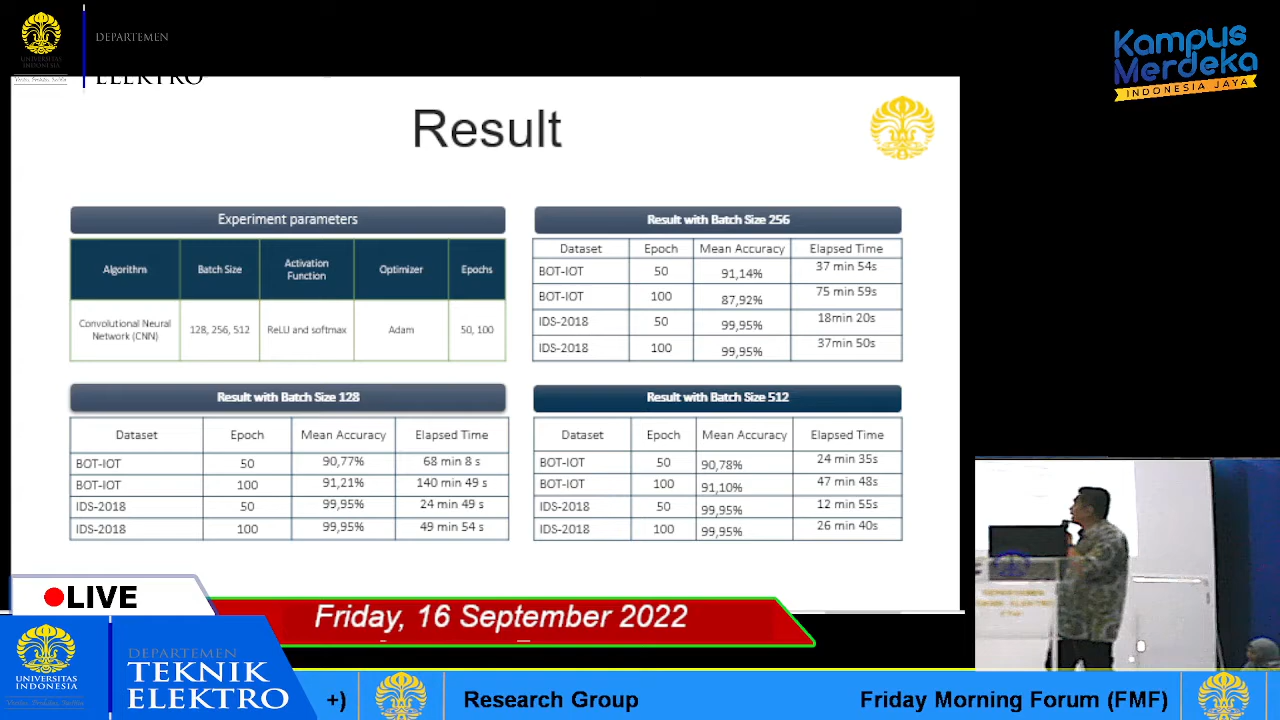 UNIVERSITAS
INDONESIA
DEPARTEMEN
ELEKTRO
Kampus
Merdeka
INDONESIA JAYA
Result
Experiment parameters
Algorithm Batch Size Activation Function Optimizer Epochs
Convolutional Neural Network (CNN) 128, 256, 512 ReLU and softmax Adam 50, 100
Result with Batch Size 256
Dataset Epoch Mean Accuracy Elapsed Time
BOT-IOT 50 91,14% 37 min 54s
BOT-IOT 100 87,92% 75 min 59s
IDS-2018 50 99,95% 18min 20s
IDS-2018 100 99,95% 37min 50s
Result with Batch Size 128
Dataset Epoch Mean Accuracy Elapsed Time
BOT-IOT 50 90,77% 68 min 8 s
BOT-IOT 100 91,21% 140 min 49 s
IDS-2018 50 99,95% 24 min 49 s
IDS-2018 100 99,95% 49 min 54 s
Result with Batch Size 512
Dataset Epoch Mean Accuracy Elapsed Time
BOT-IOT 50 90,78% 24 min 35s
BOT-IOT 100 91,10% 47 min 48s
IDS-2018 50 99,95% 12 min 55s
IDS-2018 100 99,95% 26 min 40s
LIVE
Friday, 16 September 2022
UNIVERSITAS
INDONESIA
DEPARTEMEN
TEKNIK
ELEKTRO
+) Research Group Friday Morning Forum (FMF)